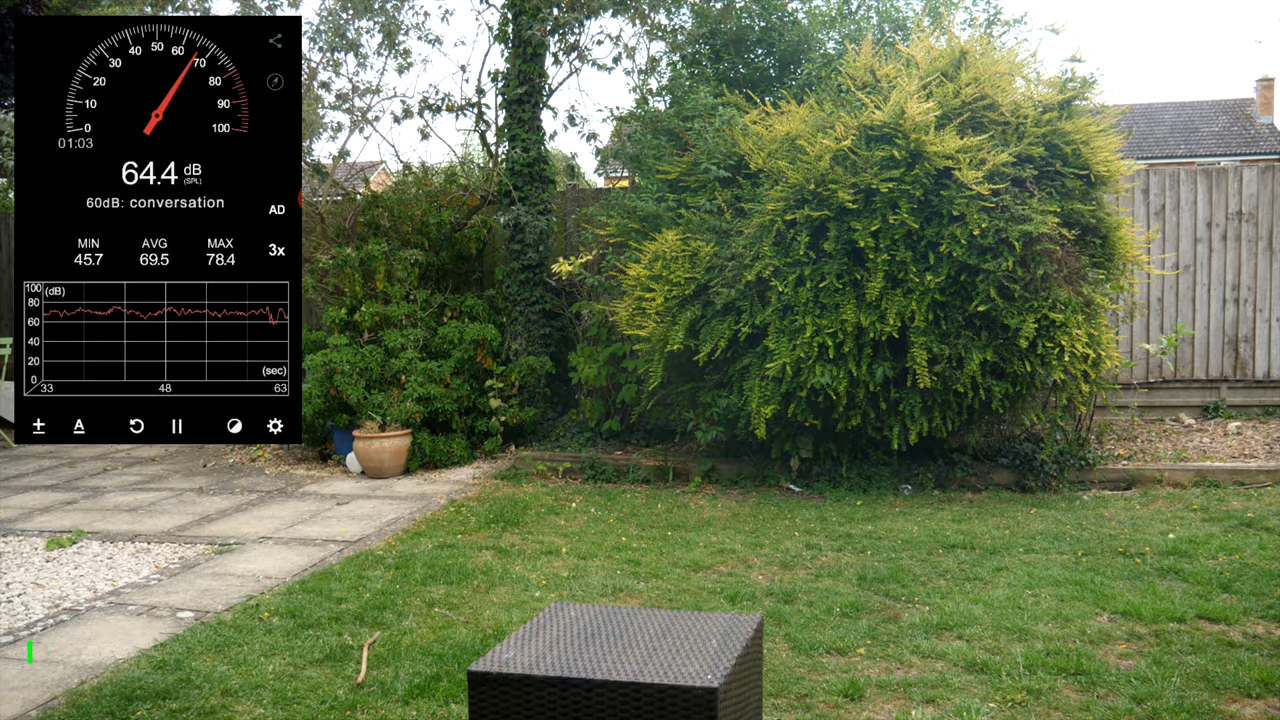 0 10 20 30 40 50 60 70 80 90 100
01:03
64.4 dB
(SPL)
60dB: conversation
AD
MIN AVG MAX
45.7 69.5 78.4
3x
100 (dB)
80
60
40
20
0 (sec)
33 48 63
A